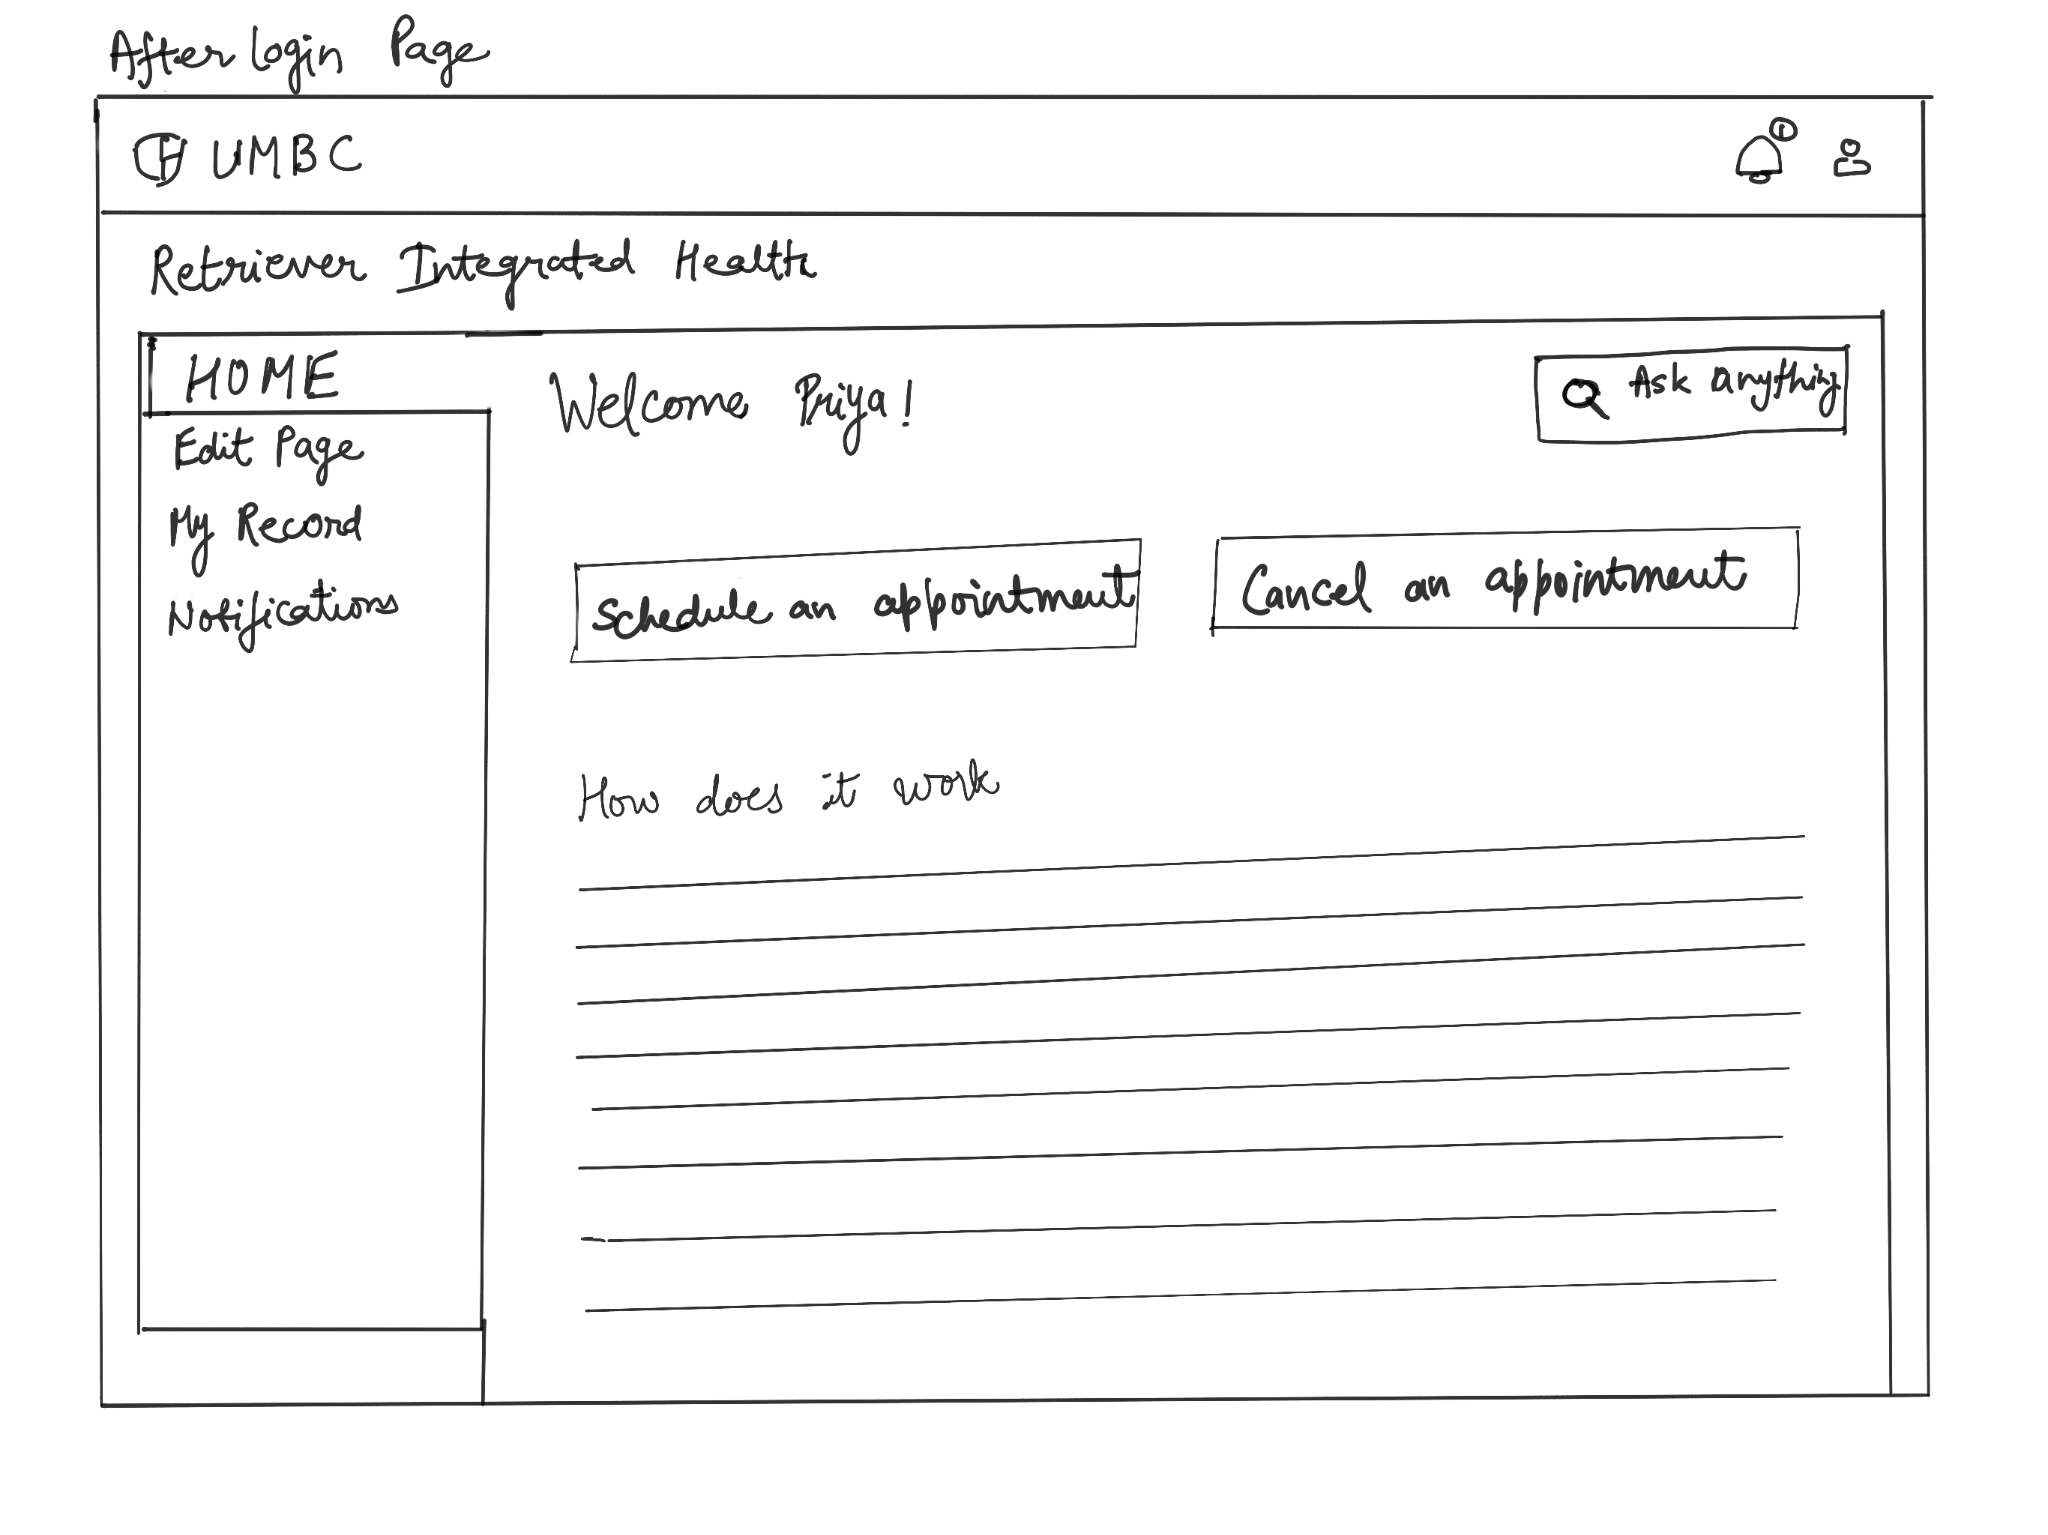 After login Page
UMBC
1
Retriever Integrated Health
HOME
Edit Page
My Record
Notifications
Welcome Priya!
Ask anything
Schedule an appointment
Cancel an appointment
How does it work